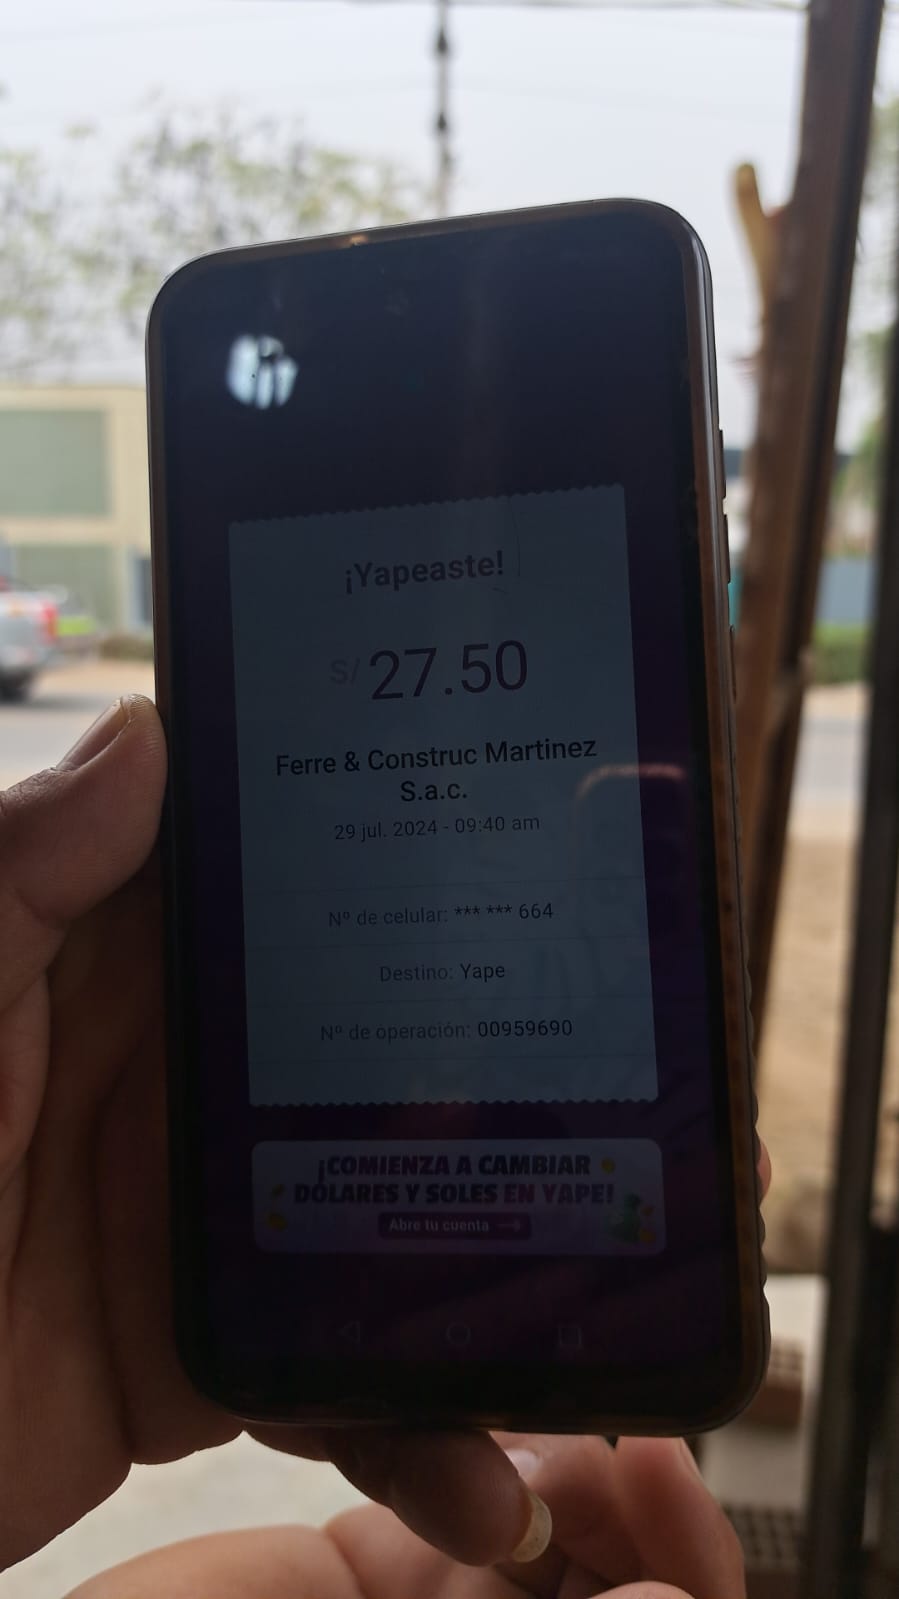 ¡Yapeaste!
S/ 27.50
Ferre & Construc Martinez
S.a.c.
29 jul. 2024 - 09:40 am
Nº de celular: *** *** 664
Destino: Yape
Nº de operación: 00959690
¡COMIENZA A CAMBIAR
DÓLARES Y SOLES EN YAPE!
Abre tu cuenta